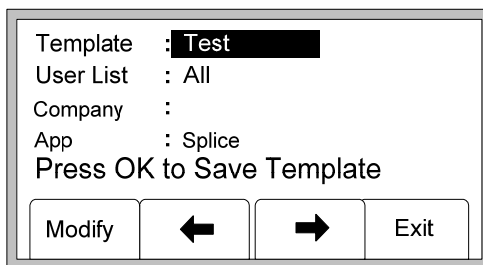 Template : Test
User List : All
Company :
App : Splice
Press OK to Save Template
Modify ← → Exit